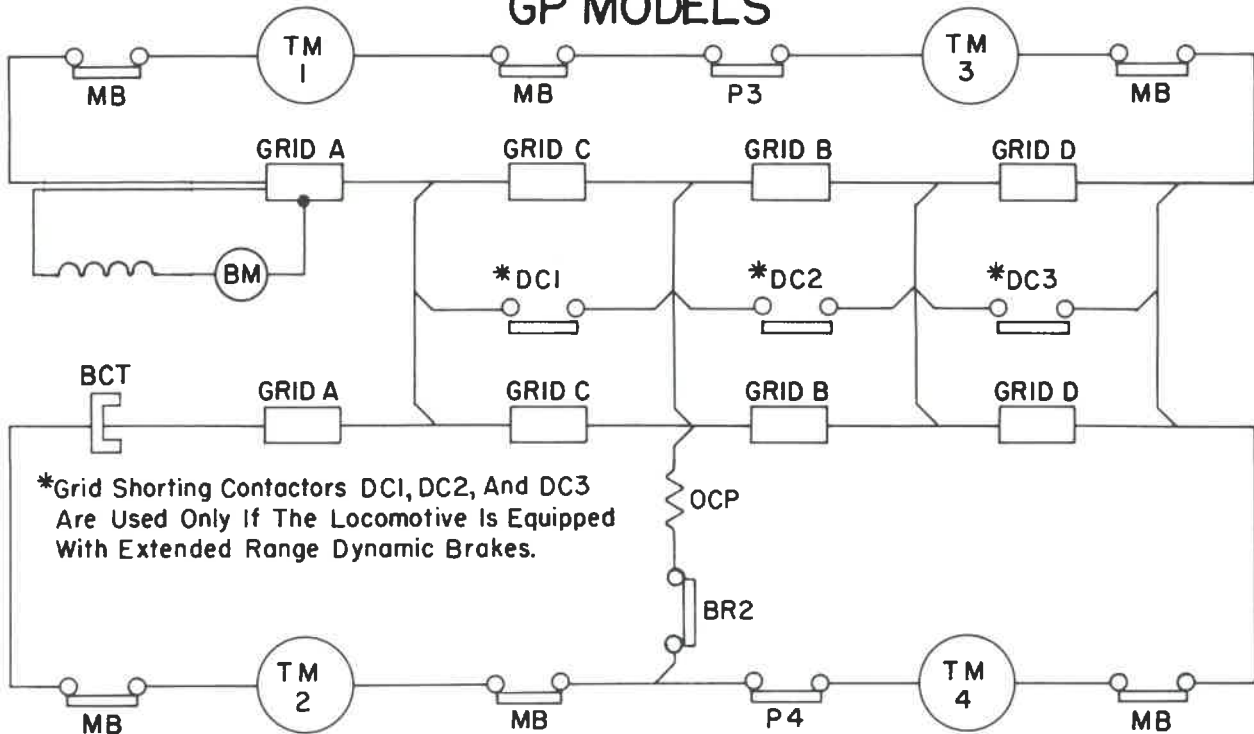 GP MODELS
TM 1
TM 3
MB
MB
P3
MB
GRID A
GRID C
GRID B
GRID D
BM
*DC1
*DC2
*DC3
BCT
GRID A
GRID C
GRID B
GRID D
*Grid Shorting Contactors DC1, DC2, And DC3
Are Used Only If The Locomotive Is Equipped
With Extended Range Dynamic Brakes.
OCP
BR2
TM 2
TM 4
MB
MB
P4
MB